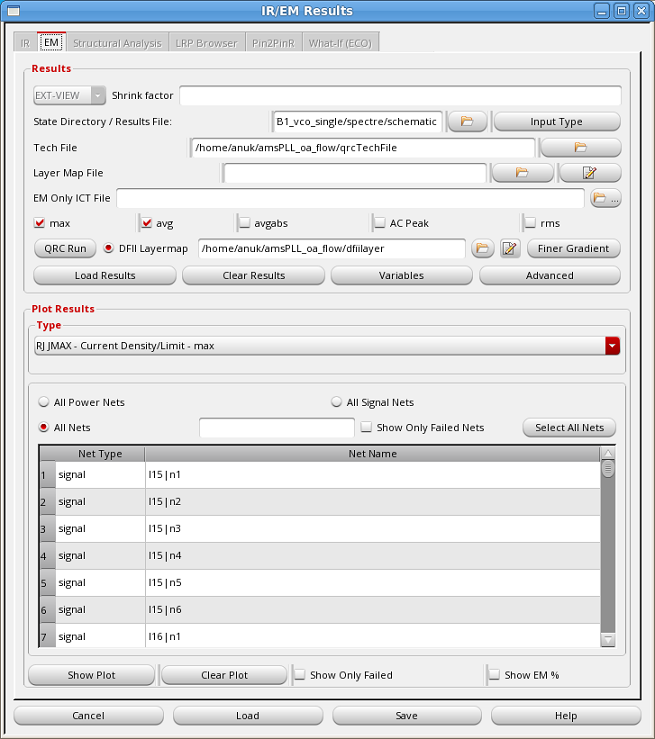 IR/EM Results
IR EM Structural Analysis LRP Browser Pin2PinR What-If (ECO)
Results
EXT-VIEW Shrink factor
State Directory / Results File: B1_vco_single/spectre/schematic Input Type
Tech File /home/anuk/amsPLL_oa_flow/qrcTechFile
Layer Map File
EM Only ICT File ...
max avg avgabs AC Peak rms
QRC Run DFII Layermap /home/anuk/amsPLL_oa_flow/dfiilayer Finer Gradient
Load Results Clear Results Variables Advanced
Plot Results
Type
RJ JMAX - Current Density/Limit - max
All Power Nets All Signal Nets
All Nets Show Only Failed Nets Select All Nets
Net Type Net Name
1 signal I15|n1
2 signal I15|n2
3 signal I15|n3
4 signal I15|n4
5 signal I15|n5
6 signal I15|n6
7 signal I16|n1
Show Plot Clear Plot Show Only Failed Show EM %
Cancel Load Save Help